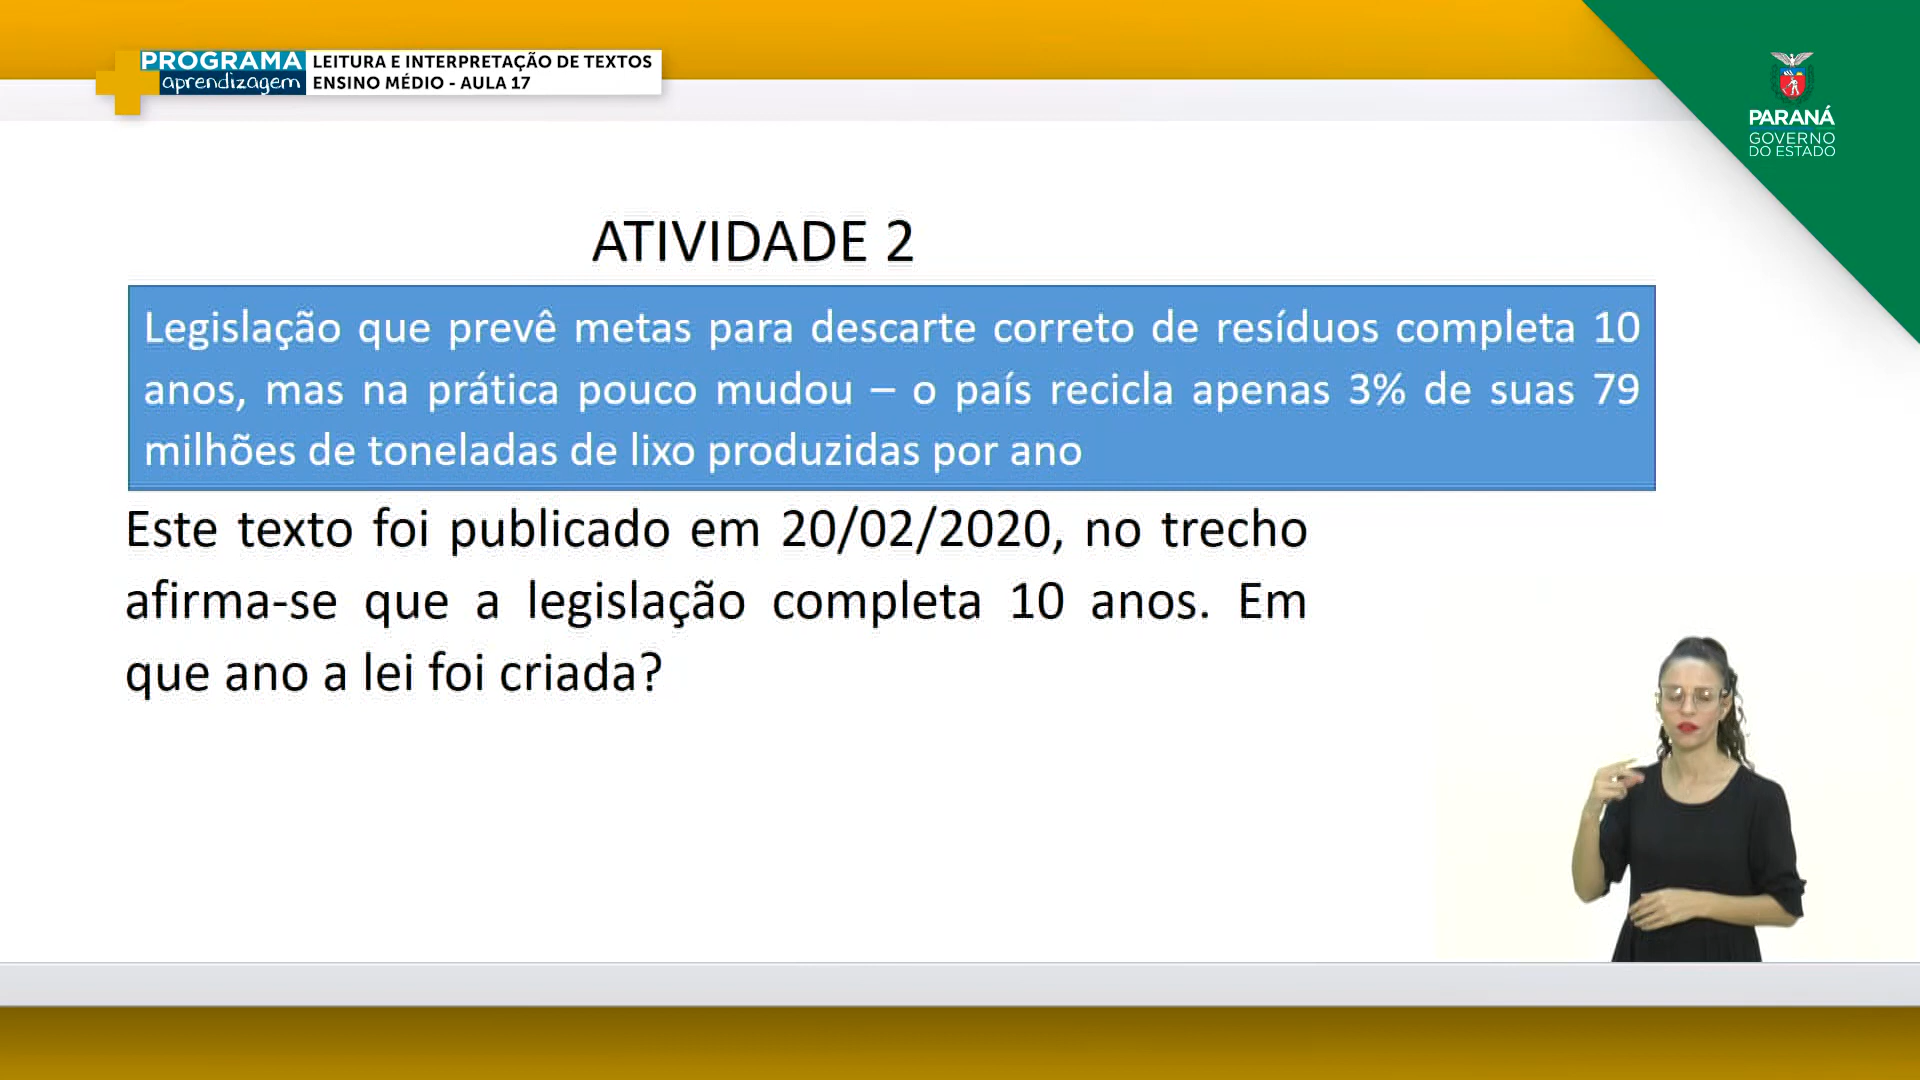 PROGRAMA
aprendizagem
LEITURA E INTERPRETAÇÃO DE TEXTOS
ENSINO MÉDIO - AULA 17
PARANÁ
GOVERNO
DO ESTADO
ATIVIDADE 2
Legislação que prevê metas para descarte correto de resíduos completa 10
anos, mas na prática pouco mudou – o país recicla apenas 3% de suas 79
milhões de toneladas de lixo produzidas por ano
Este texto foi publicado em 20/02/2020, no trecho
afirma-se que a legislação completa 10 anos. Em
que ano a lei foi criada?